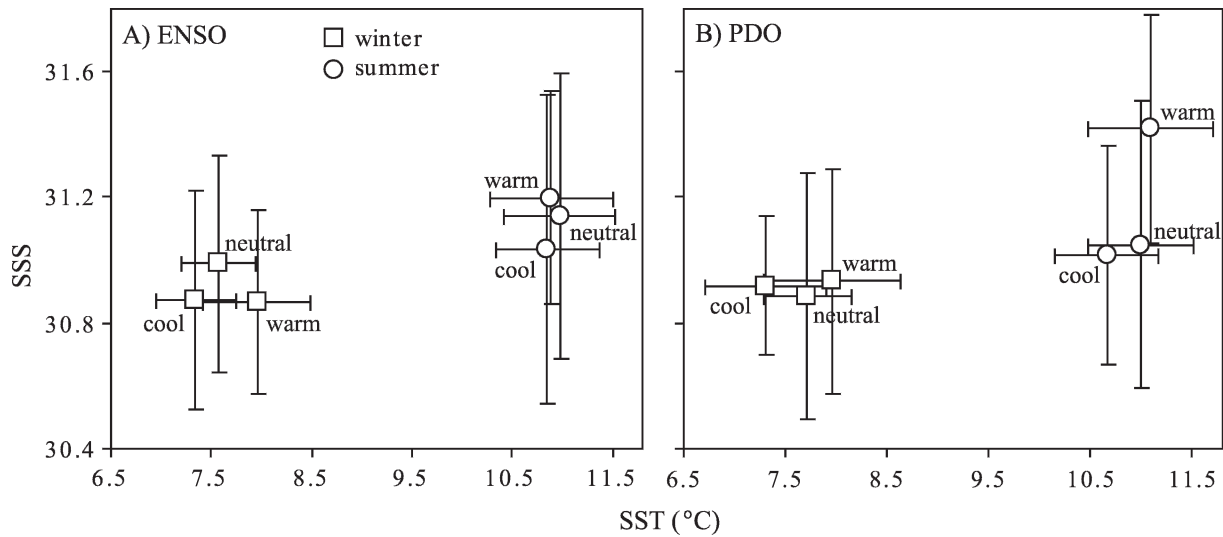 A) ENSO
winter
summer
B) PDO
SSS
31.6
31.2
30.8
30.4
warm
neutral
cool
neutral
cool
warm
warm
neutral
cool
warm
cool
neutral
6.5 7.5 8.5 9.5 10.5 11.5
6.5 7.5 8.5 9.5 10.5 11.5
SST (°C)